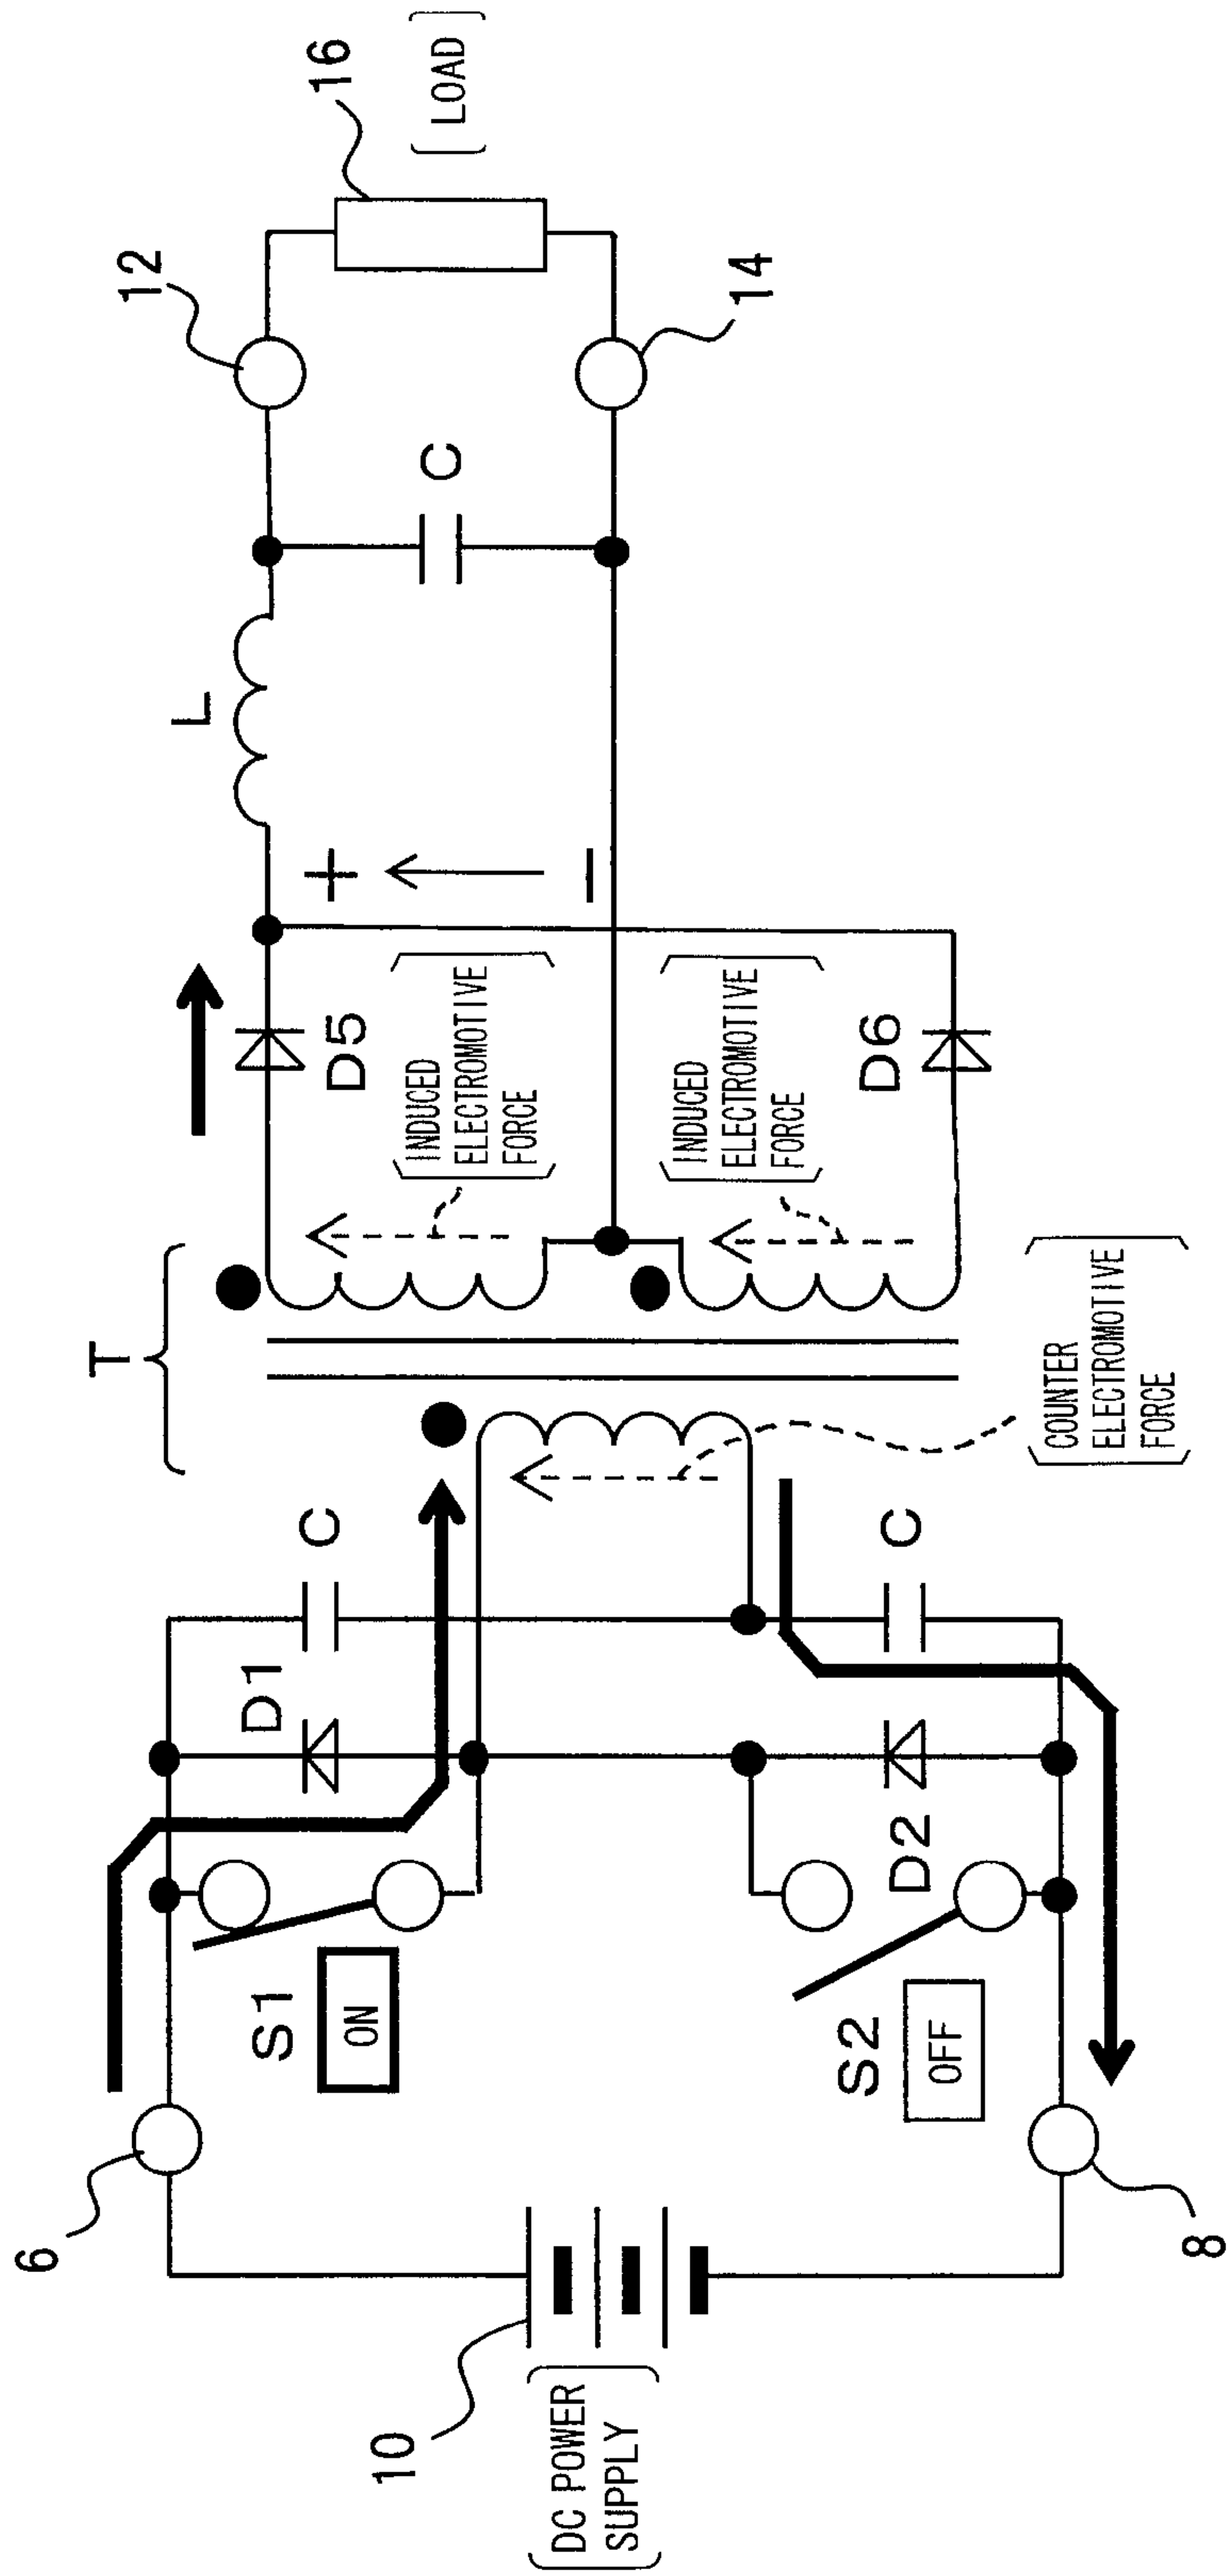 6
10
DC POWER
SUPPLY
8
S1
ON
S2
OFF
D1
D2
C
C
T
COUNTER
ELECTROMOTIVE
FORCE
D5
INDUCED
ELECTROMOTIVE
FORCE
INDUCED
ELECTROMOTIVE
FORCE
D6
+
−
L
C
12
14
16
LOAD